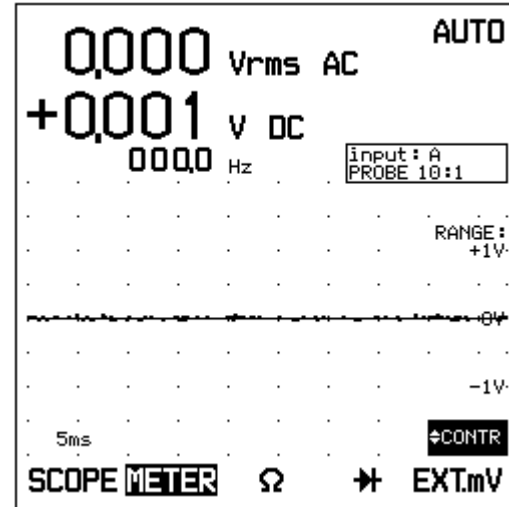 AUTO
0,000 Vrms AC
+0,001 V DC
000,0 Hz
input: A
PROBE 10:1
RANGE:
+1V
0V
-1V
5ms
CONTR
SCOPE METER Ω EXT.mV